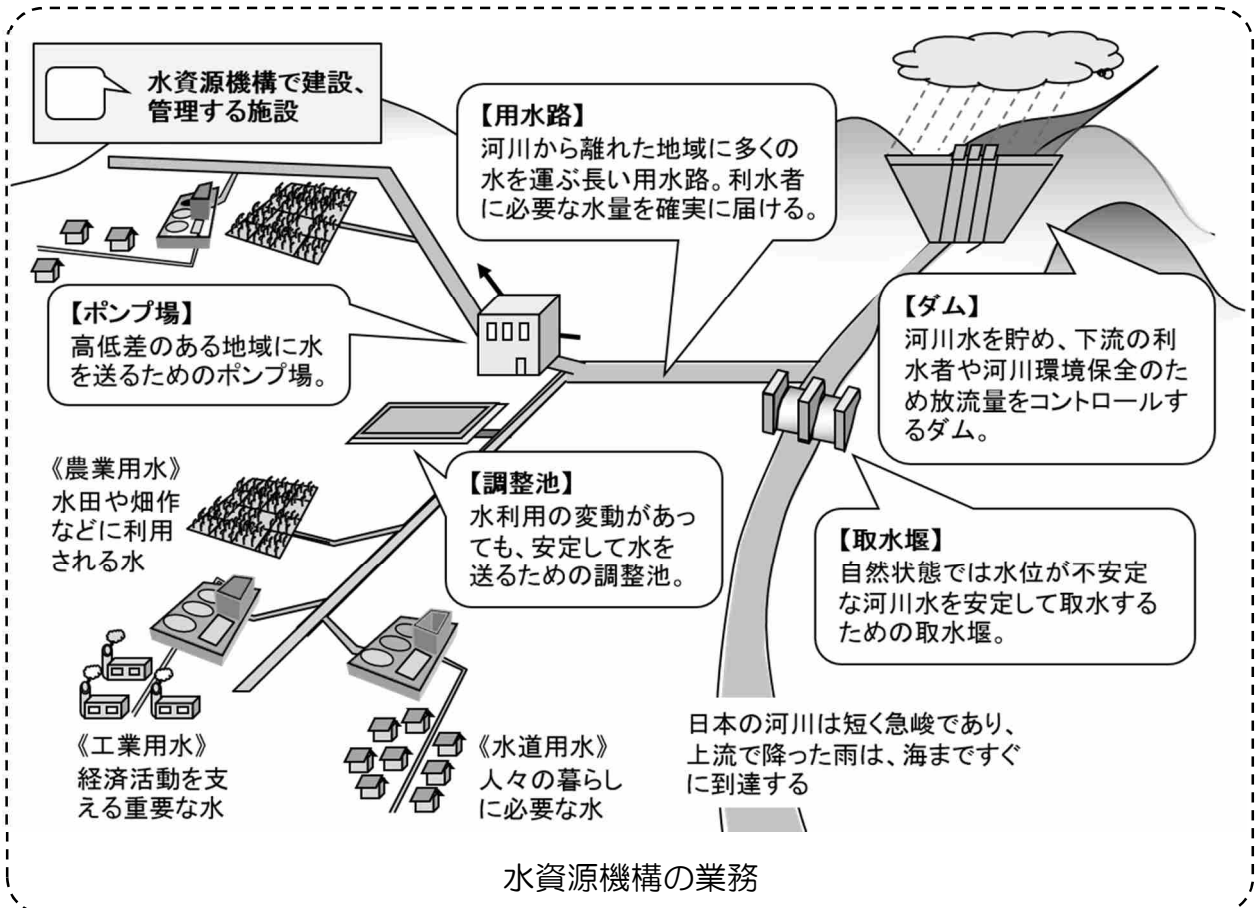 水資源機構で建設、
管理する施設
【用水路】
河川から離れた地域に多くの
水を運ぶ長い用水路。利水者
に必要な水量を確実に届ける。
【ポンプ場】
高低差のある地域に水
を送るためのポンプ場。
【ダム】
河川水を貯め、下流の利
水者や河川環境保全のた
め放流量をコントロールす
るダム。
《農業用水》
水田や畑作
などに利用
される水
【調整池】
水利用の変動があっ
ても、安定して水を
送るための調整池。
【取水堰】
自然状態では水位が不安定
な河川水を安定して取水する
ための取水堰。
《工業用水》
経済活動を支
える重要な水
《水道用水》
人々の暮らし
に必要な水
日本の河川は短く急峻であり、
上流で降った雨は、海まですぐ
に到達する
水資源機構の業務